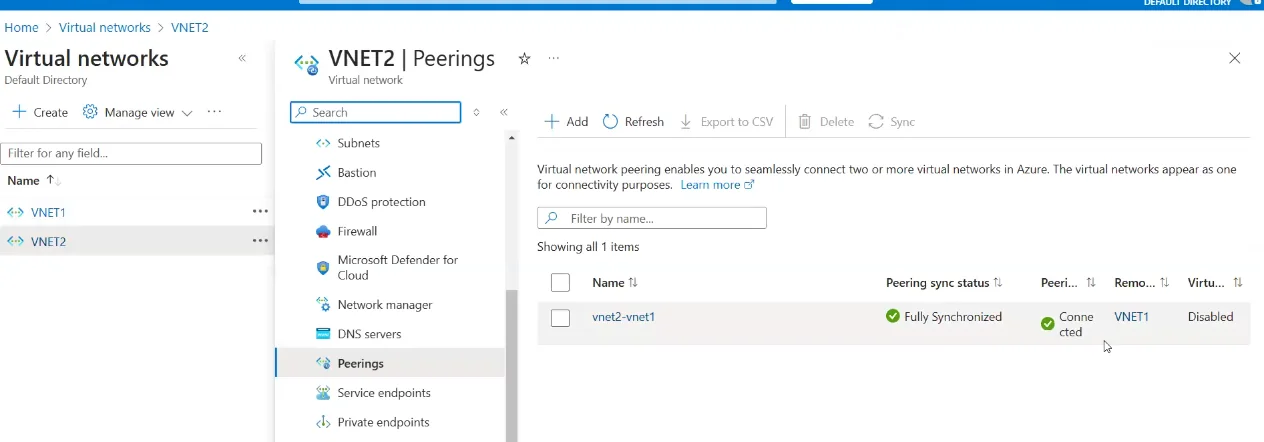 DEFAULT DIRECTORY
Home > Virtual networks > VNET2
Virtual networks «
Default Directory
+ Create Manage view ···
Filter for any field...
Name ↑↓
VNET1 ···
VNET2 ···
VNET2 | Peerings ☆ ···
Virtual network
Search «
Subnets
Bastion
DDoS protection
Firewall
Microsoft Defender for
Cloud
Network manager
DNS servers
Peerings
Service endpoints
Private endpoints
+ Add Refresh Export to CSV Delete Sync
Virtual network peering enables you to seamlessly connect two or more virtual networks in Azure. The virtual networks appear as one
for connectivity purposes. Learn more
Filter by name...
Showing all 1 items
Name ↑↓ Peering sync status ↑↓ Peeri... ↑↓ Remo... ↑↓ Virtu... ↑↓
vnet2-vnet1 Fully Synchronized Conne VNET1 Disabled
cted